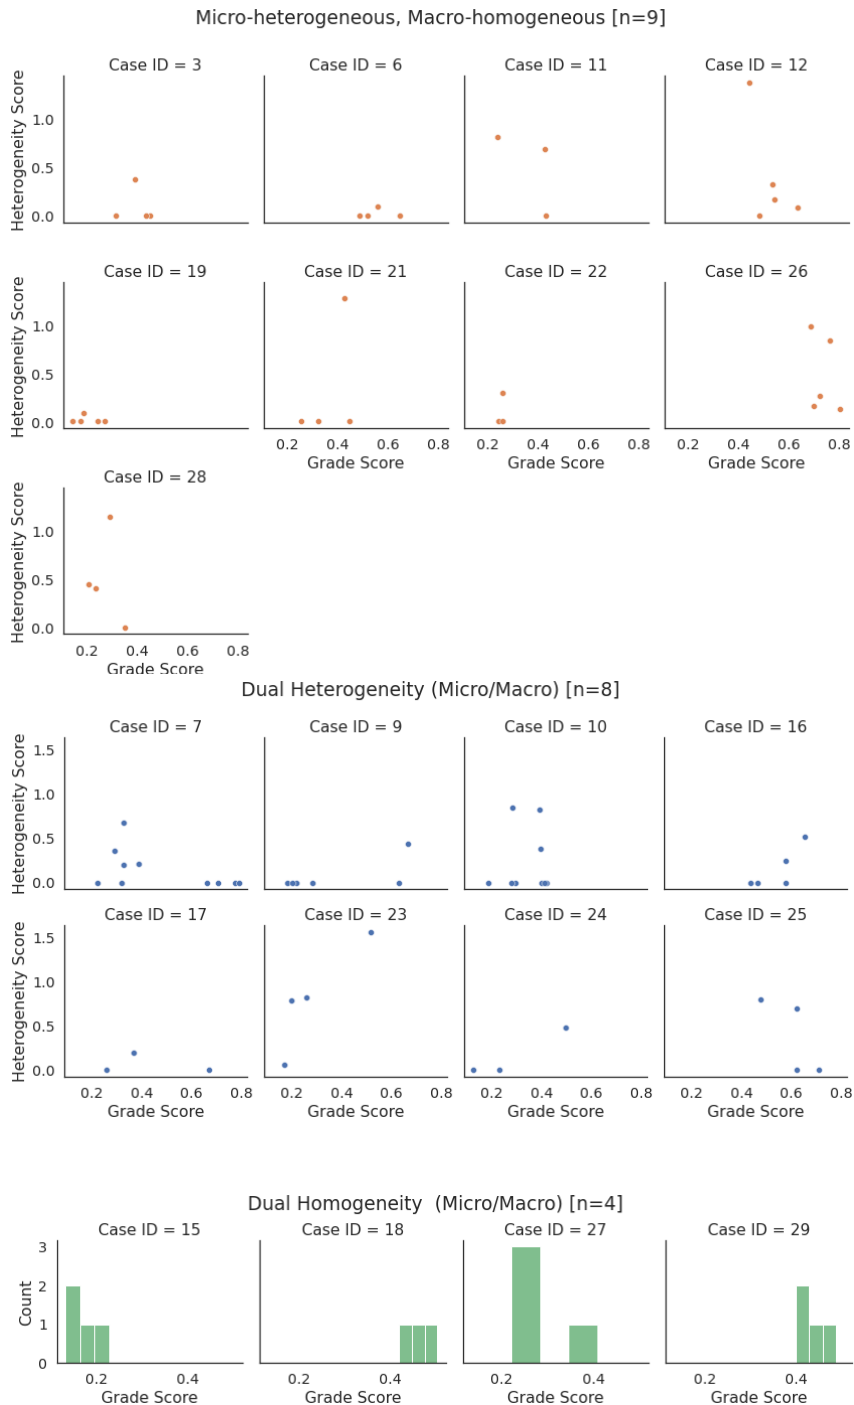 Micro-heterogeneous, Macro-homogeneous [n=9]
Case ID = 3
Case ID = 6
Case ID = 11
Case ID = 12
Heterogeneity Score
1.0
0.5
0.0
Case ID = 19
Case ID = 21
Case ID = 22
Case ID = 26
Heterogeneity Score
1.0
0.5
0.0
0.2 0.4 0.6 0.8
0.2 0.4 0.6 0.8
0.2 0.4 0.6 0.8
Grade Score
Grade Score
Grade Score
Case ID = 28
Heterogeneity Score
1.0
0.5
0.0
0.2 0.4 0.6 0.8
Grade Score
Dual Heterogeneity (Micro/Macro) [n=8]
Case ID = 7
Case ID = 9
Case ID = 10
Case ID = 16
Heterogeneity Score
1.5
1.0
0.5
0.0
Case ID = 17
Case ID = 23
Case ID = 24
Case ID = 25
Heterogeneity Score
1.5
1.0
0.5
0.0
0.2 0.4 0.6 0.8
0.2 0.4 0.6 0.8
0.2 0.4 0.6 0.8
0.2 0.4 0.6 0.8
Grade Score
Grade Score
Grade Score
Grade Score
Dual Homogeneity  (Micro/Macro) [n=4]
Case ID = 15
Case ID = 18
Case ID = 27
Case ID = 29
Count
3
2
1
0
0.2 0.4
0.2 0.4
0.2 0.4
0.2 0.4
Grade Score
Grade Score
Grade Score
Grade Score